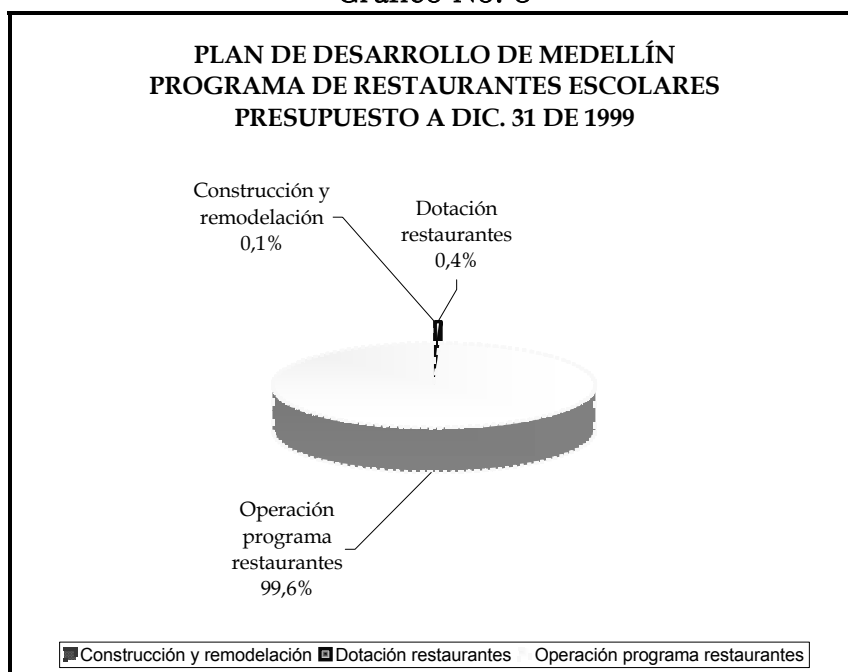 PLAN DE DESARROLLO DE MEDELLÍN
PROGRAMA DE RESTAURANTES ESCOLARES
PRESUPUESTO A DIC. 31 DE 1999
Construcción y
remodelación
0,1%
Dotación
restaurantes
0,4%
Operación
programa
restaurantes
99,6%
Construcción y remodelación Dotación restaurantes Operación programa restaurantes